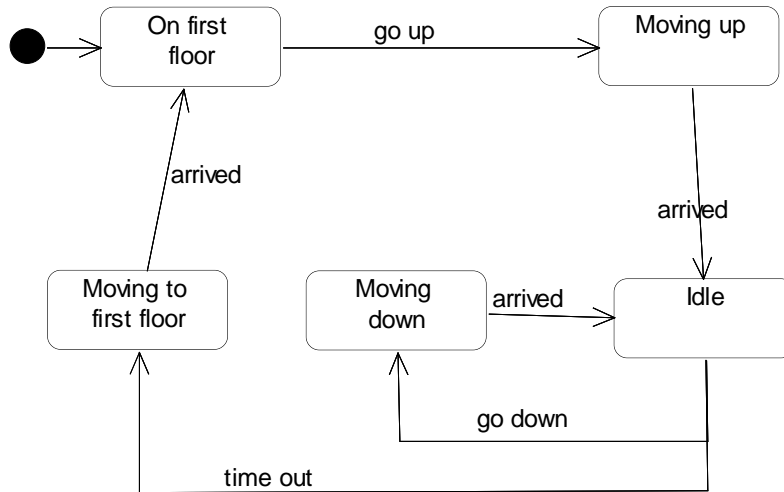 On first
floor
go up
Moving up
arrived
arrived
Moving to
first floor
Moving
down
arrived
Idle
go down
time out